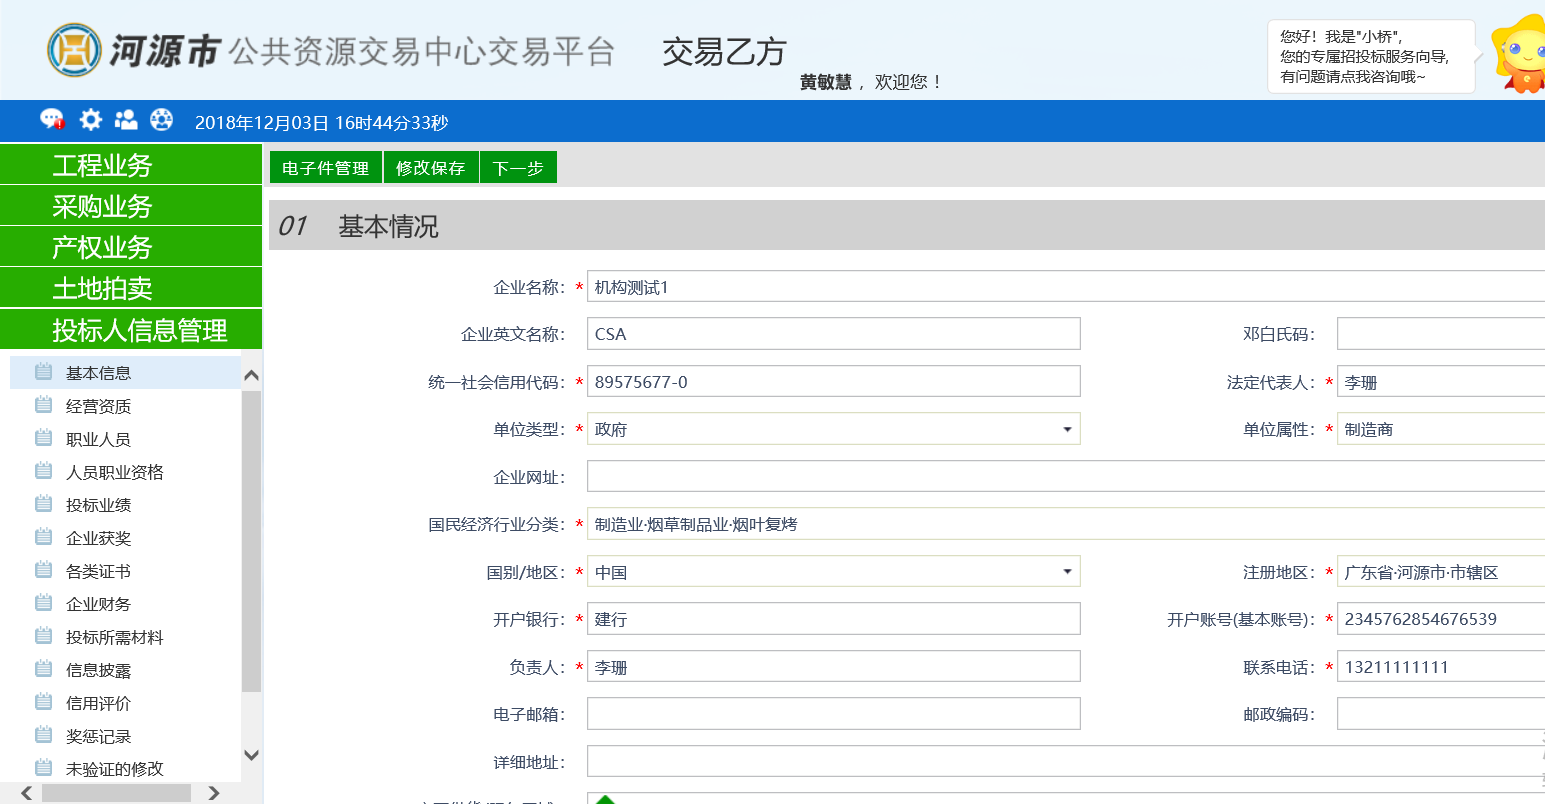 河源市 公共资源交易中心交易平台 交易乙方
黄敏慧 ，欢迎您！
您好！我是"小桥",
您的专属招投标服务向导,
有问题请点我咨询哦~
2018年12月03日 16时44分33秒
工程业务
采购业务
产权业务
土地拍卖
投标人信息管理
基本信息
经营资质
职业人员
人员职业资格
投标业绩
企业获奖
各类证书
企业财务
投标所需材料
信息披露
信用评价
奖惩记录
未验证的修改
电子件管理 修改保存 下一步
01 基本情况
企业名称：* 机构测试1
企业英文名称： CSA 邓白氏码：
统一社会信用代码：* 89575677-0 法定代表人：* 李珊
单位类型：* 政府 单位属性：* 制造商
企业网址：
国民经济行业分类：* 制造业·烟草制品业·烟叶复烤
国别/地区：* 中国 注册地区：* 广东省·河源市·市辖区
开户银行：* 建行 开户账号(基本账号)：* 2345762854676539
负责人：* 李珊 联系电话：* 13211111111
电子邮箱： 邮政编码：
详细地址：